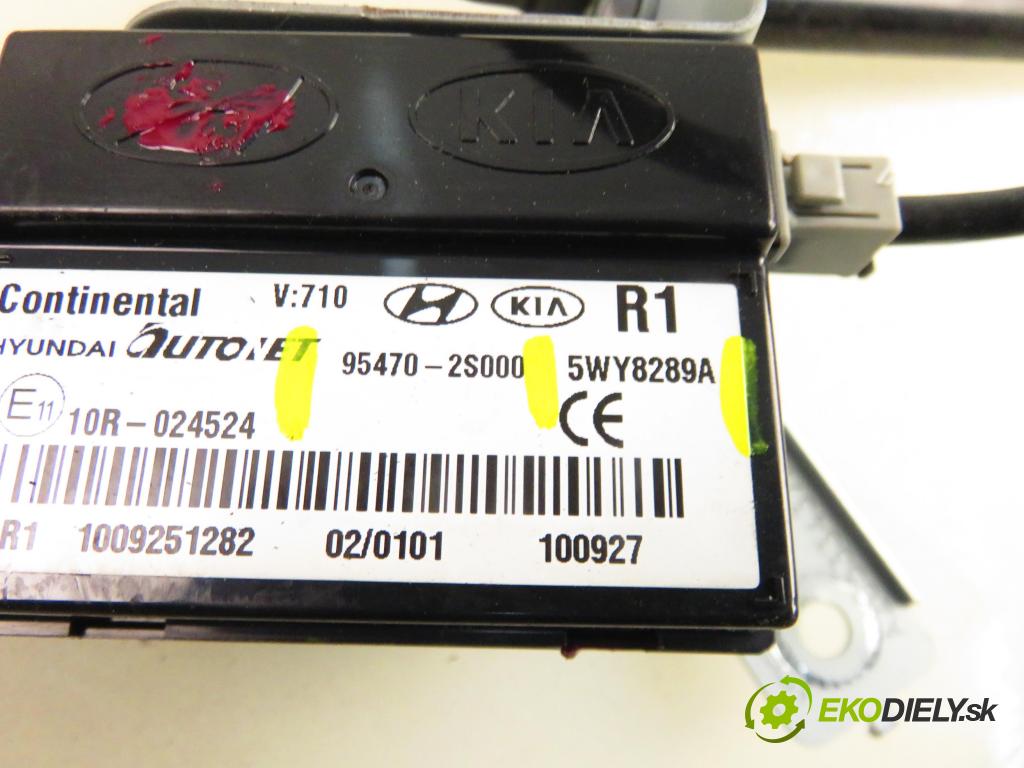 KIA
Continental V:710 KIA R1
HYUNDAI AUTONET 95470-2S000 5WY8289A
E11 10R-024524 CE
R1 1009251282 02/0101 100927
EKODIELY.sk